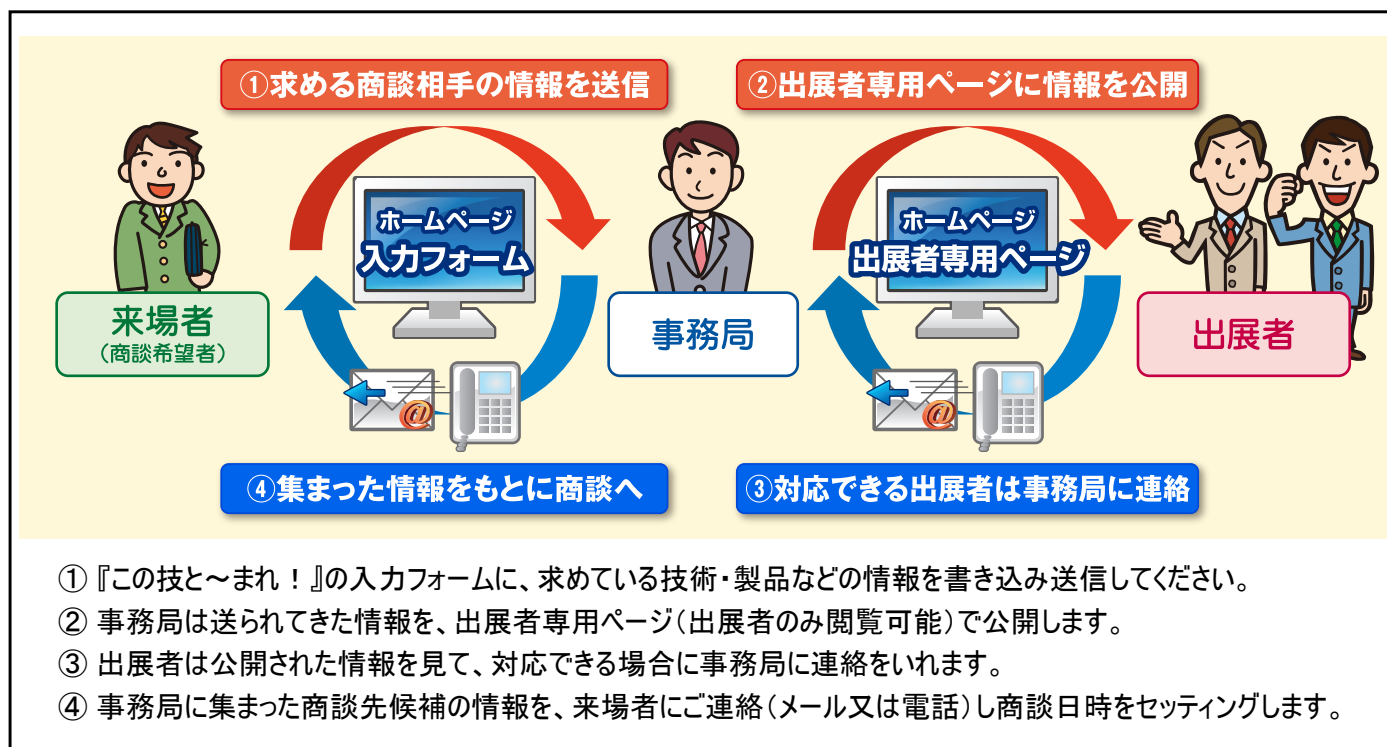 ①求める商談相手の情報を送信
②出展者専用ページに情報を公開
ホームページ
入力フォーム
ホームページ
出展者専用ページ
来場者
（商談希望者）
事務局
出展者
@
@
④集まった情報をもとに商談へ
③対応できる出展者は事務局に連絡
① 『この技と～まれ！』の入力フォームに、求めている技術・製品などの情報を書き込み送信してください。
② 事務局は送られてきた情報を、出展者専用ページ（出展者のみ閲覧可能）で公開します。
③ 出展者は公開された情報を見て、対応できる場合に事務局に連絡をいれます。
④ 事務局に集まった商談先候補の情報を、来場者にご連絡（メール又は電話）し商談日時をセッティングします。